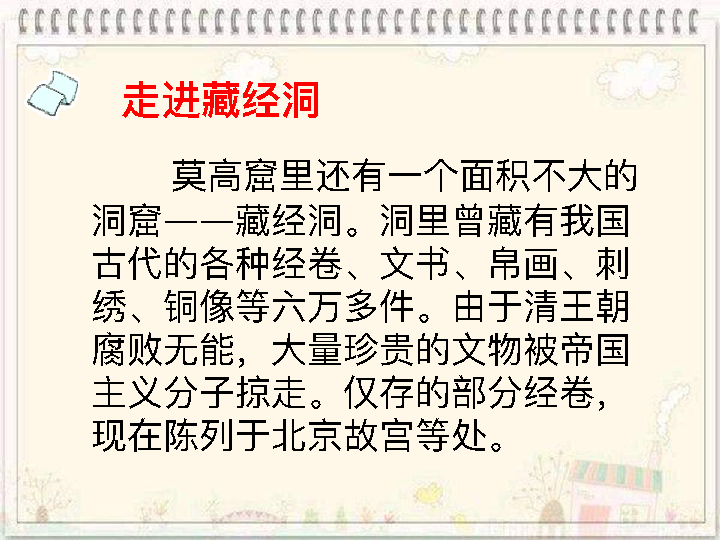 走进藏经洞
莫高窟里还有一个面积不大的
洞窟——藏经洞。洞里曾藏有我国
古代的各种经卷、文书、帛画、刺
绣、铜像等六万多件。由于清王朝
腐败无能，大量珍贵的文物被帝国
主义分子掠走。仅存的部分经卷，
现在陈列于北京故宫等处。